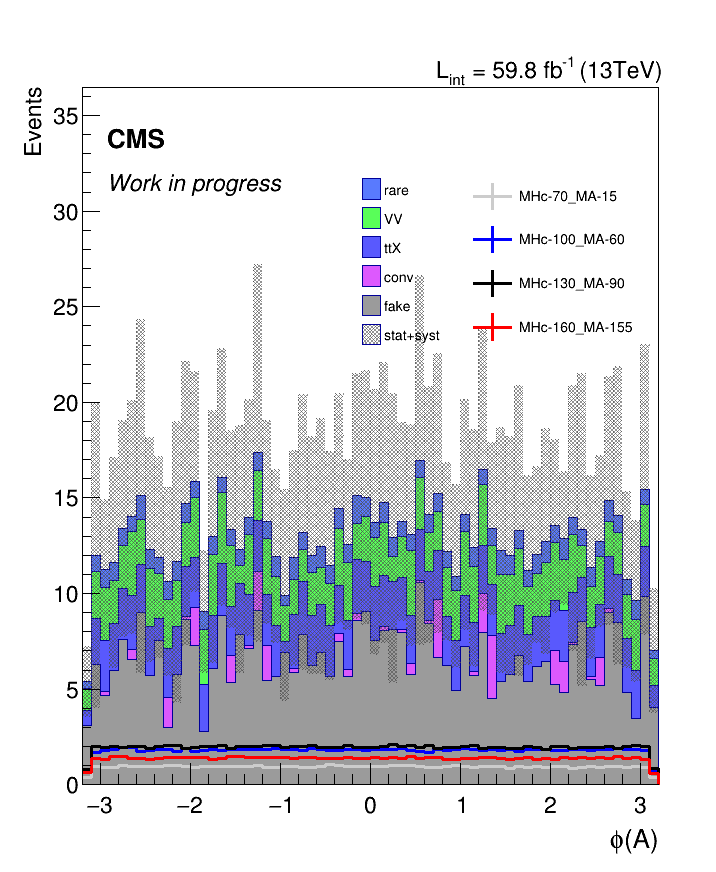 L_int = 59.8 fb^-1 (13TeV)
Events
35
30
25
20
15
10
5
0
CMS
Work in progress
rare
VV
ttX
conv
fake
stat+syst
MHc-70_MA-15
MHc-100_MA-60
MHc-130_MA-90
MHc-160_MA-155
−3 −2 −1 0 1 2 3
ϕ(A)